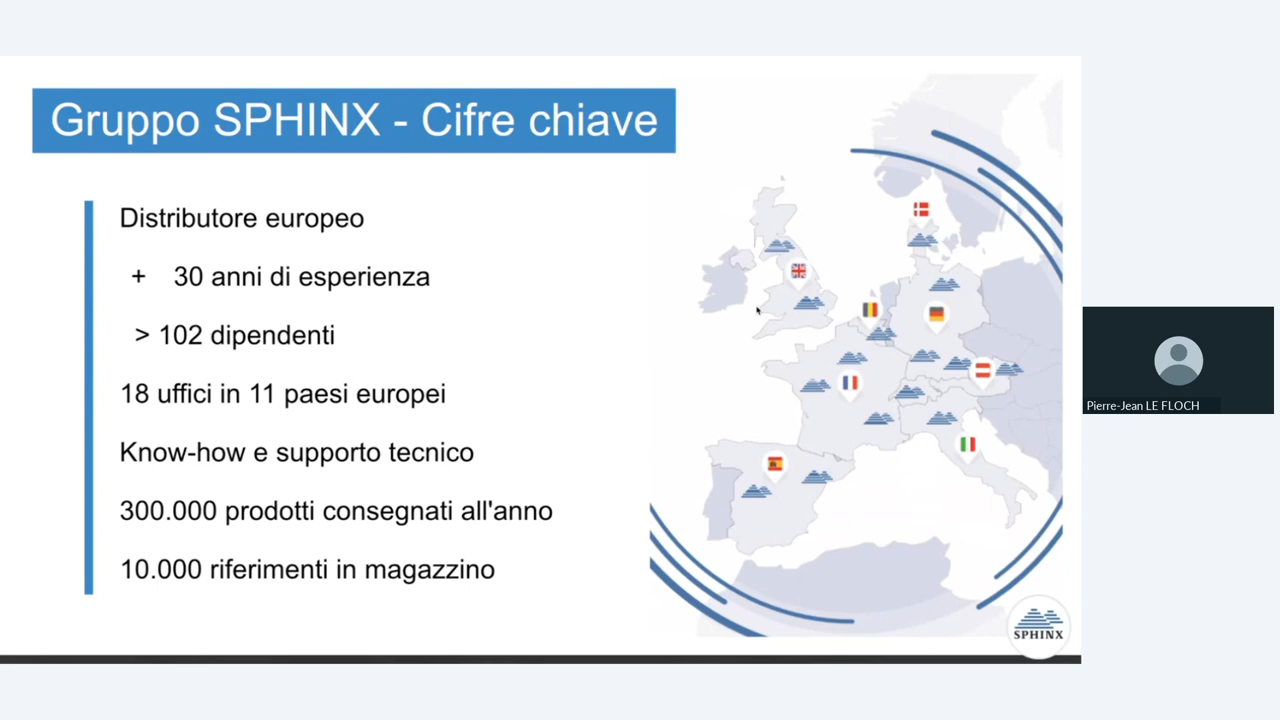 Gruppo SPHINX - Cifre chiave
Distributore europeo
+ 30 anni di esperienza
> 102 dipendenti
18 uffici in 11 paesi europei
Know-how e supporto tecnico
300.000 prodotti consegnati all'anno
10.000 riferimenti in magazzino
SPHINX
Pierre-Jean LE FLOCH